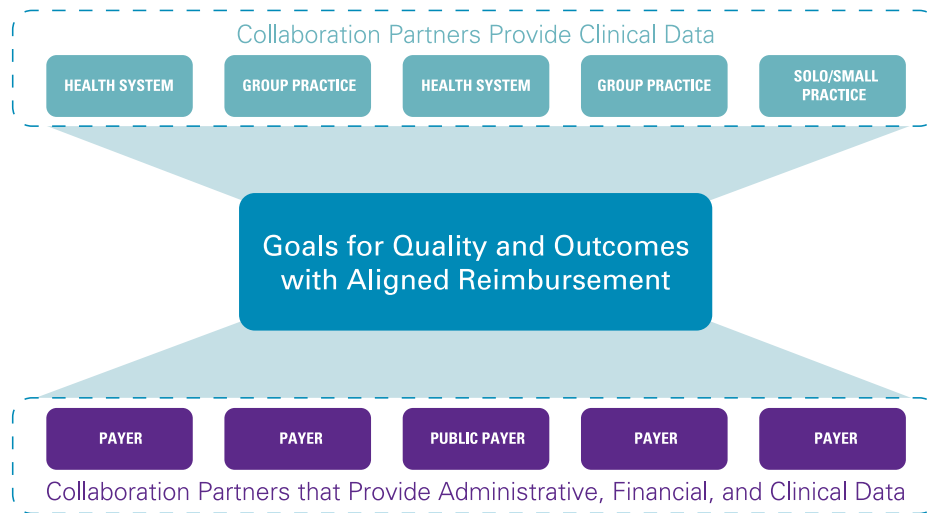 Collaboration Partners Provide Clinical Data
HEALTH SYSTEM
GROUP PRACTICE
HEALTH SYSTEM
GROUP PRACTICE
SOLO/SMALL
PRACTICE
Goals for Quality and Outcomes
with Aligned Reimbursement
PAYER
PAYER
PUBLIC PAYER
PAYER
PAYER
Collaboration Partners that Provide Administrative, Financial, and Clinical Data